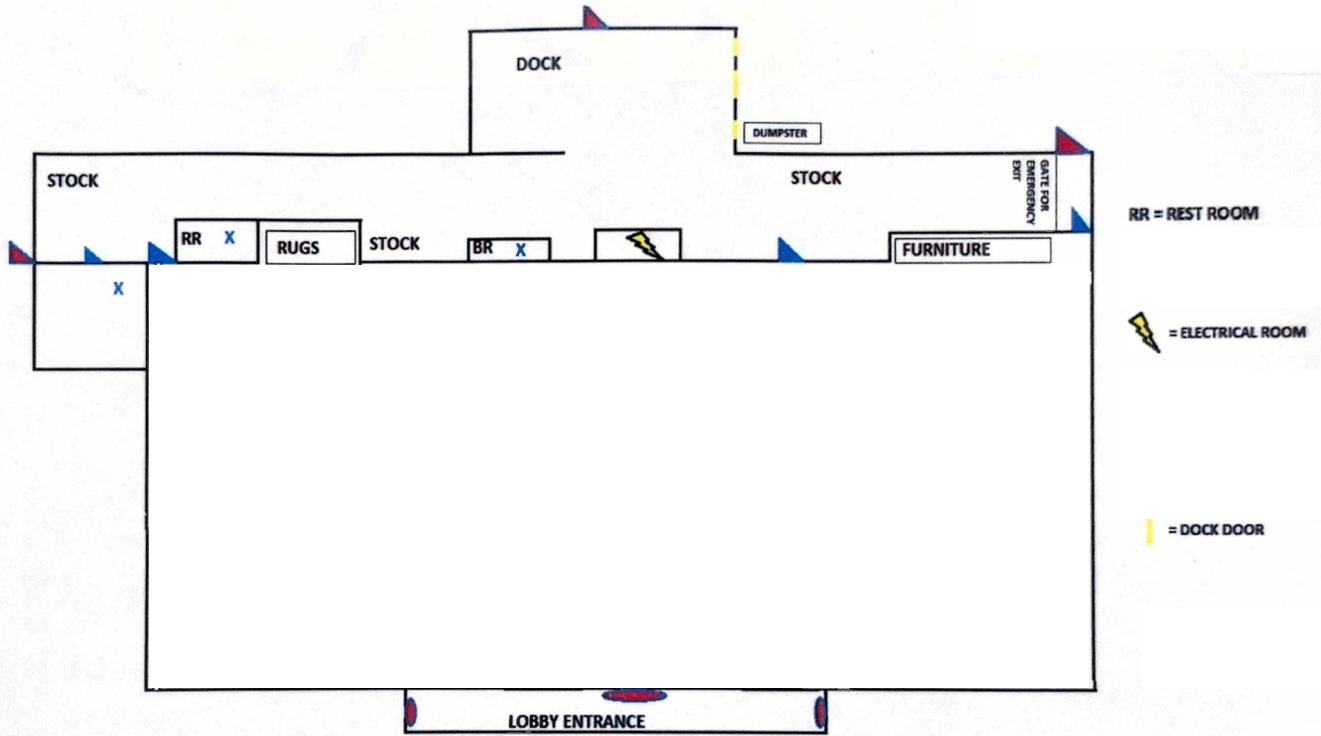 DOCK
DUMPSTER
STOCK
STOCK
GATE FOR
EMERGENCY
EXIT
RR = REST ROOM
RR X
RUGS
STOCK
BR X
FURNITURE
X
= ELECTRICAL ROOM
= DOCK DOOR
LOBBY ENTRANCE